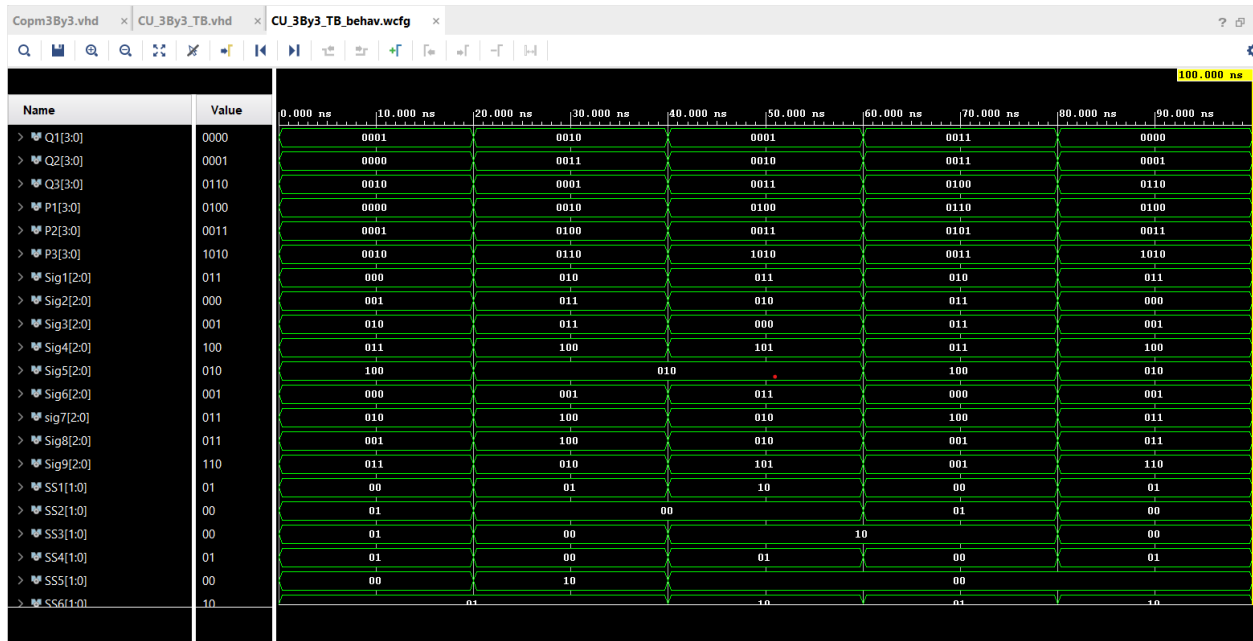 Copm3By3.vhd × CU_3By3_TB.vhd × CU_3By3_TB_behav.wcfg × ?
100.000 ns
Name Value 0.000 ns 10.000 ns 20.000 ns 30.000 ns 40.000 ns 50.000 ns 60.000 ns 70.000 ns 80.000 ns 90.000 ns
> Q1[3:0] 0000 0001 0010 0001 0011 0000
> Q2[3:0] 0001 0000 0011 0010 0011 0001
> Q3[3:0] 0110 0010 0001 0011 0100 0110
> P1[3:0] 0100 0000 0010 0100 0110 0100
> P2[3:0] 0011 0001 0100 0011 0101 0011
> P3[3:0] 1010 0010 0110 1010 0011 1010
> Sig1[2:0] 011 000 010 011 010 011
> Sig2[2:0] 000 001 011 010 011 000
> Sig3[2:0] 001 010 011 000 011 001
> Sig4[2:0] 100 011 100 101 011 100
> Sig5[2:0] 010 100 010 100 010
> Sig6[2:0] 001 000 001 011 000 001
> sig7[2:0] 011 010 100 010 100 011
> Sig8[2:0] 011 001 100 010 001 011
> Sig9[2:0] 110 011 010 101 001 110
> SS1[1:0] 01 00 01 10 00 01
> SS2[1:0] 00 01 00 01 00
> SS3[1:0] 00 01 00 10 00
> SS4[1:0] 01 01 00 01 00 01
> SS5[1:0] 00 00 10 00
> SS6[1:0] 10 01 10 01 10